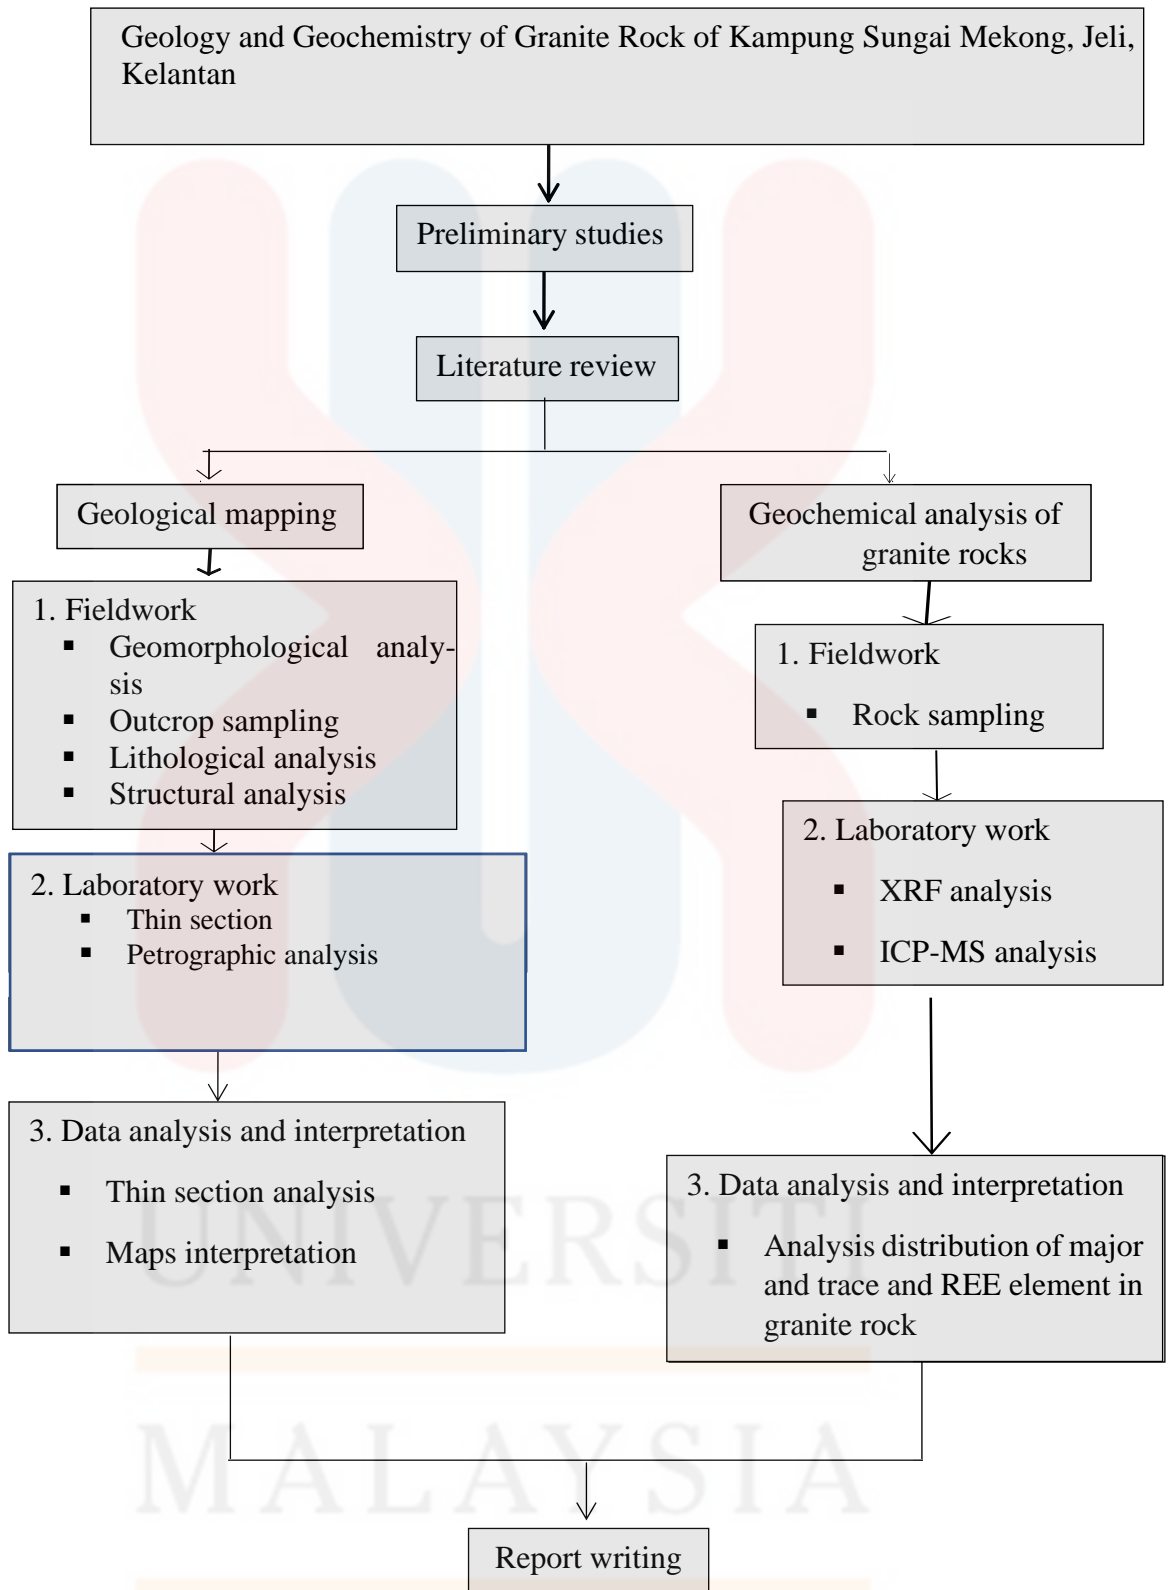 Geology and Geochemistry of Granite Rock of Kampung Sungai Mekong, Jeli,
Kelantan
Preliminary studies
Literature review
Geological mapping
1. Fieldwork
▪ Geomorphological analy-
sis
▪ Outcrop sampling
▪ Lithological analysis
▪ Structural analysis
2. Laboratory work
▪ Thin section
▪ Petrographic analysis
3. Data analysis and interpretation
▪ Thin section analysis
▪ Maps interpretation
Geochemical analysis of
granite rocks
1. Fieldwork
▪ Rock sampling
2. Laboratory work
▪ XRF analysis
▪ ICP-MS analysis
3. Data analysis and interpretation
▪ Analysis distribution of major
and trace and REE element in
granite rock
UNIVERSITI
MALAYSIA
Report writing